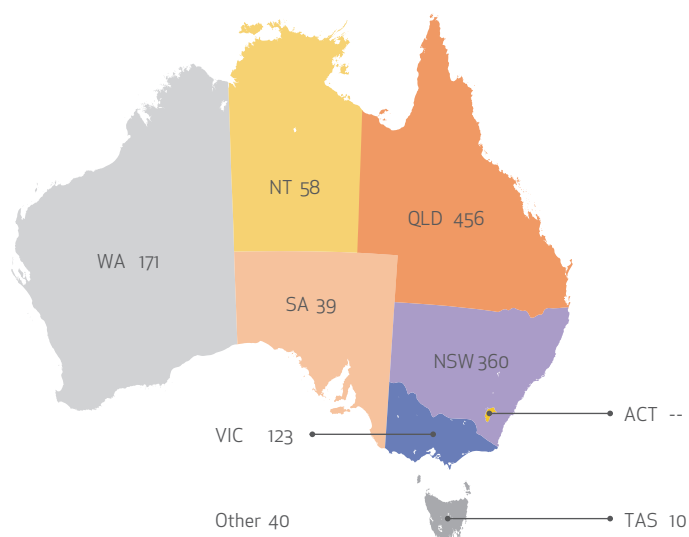 NT 58
QLD 456
WA 171
SA 39
NSW 360
ACT --
VIC 123
Other 40
TAS 10